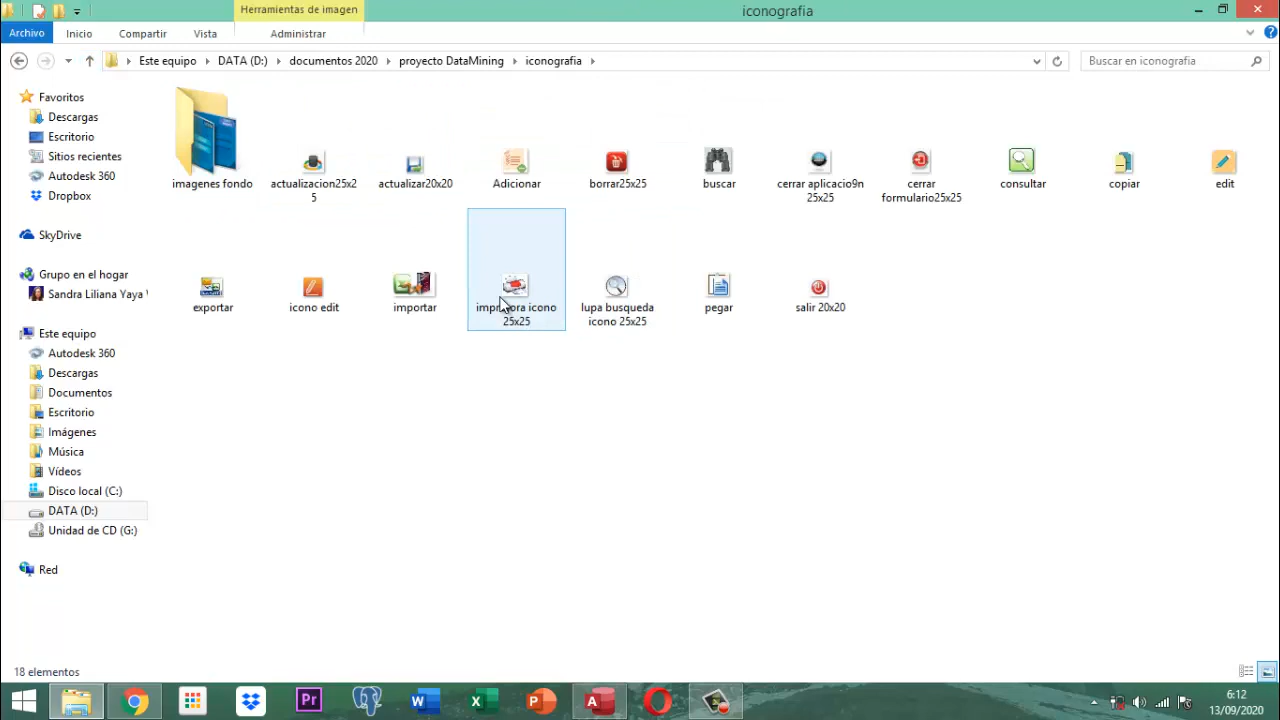 Herramientas de imagen
iconografia
Archivo
Inicio
Compartir
Vista
Administrar
Este equipo
DATA (D:)
documentos 2020
proyecto DataMining
iconografia
Buscar en iconografia
Favoritos
Descargas
Escritorio
Sitios recientes
Autodesk 360
Dropbox
SkyDrive
Grupo en el hogar
Sandra Liliana Yaya
Este equipo
Autodesk 360
Descargas
Documentos
Escritorio
Imágenes
Música
Vídeos
Disco local (C:)
DATA (D:)
Unidad de CD (G:)
Red
imagenes fondo
actualizacion25x2
5
actualizar20x20
Adicionar
borrar25x25
buscar
cerrar aplicacio9n
25x25
cerrar
formulario25x25
consultar
copiar
edit
exportar
icono edit
importar
impresora icono
25x25
lupa busqueda
icono 25x25
pegar
salir 20x20
18 elementos
Pr
W
X
P
A
6:12
13/09/2020